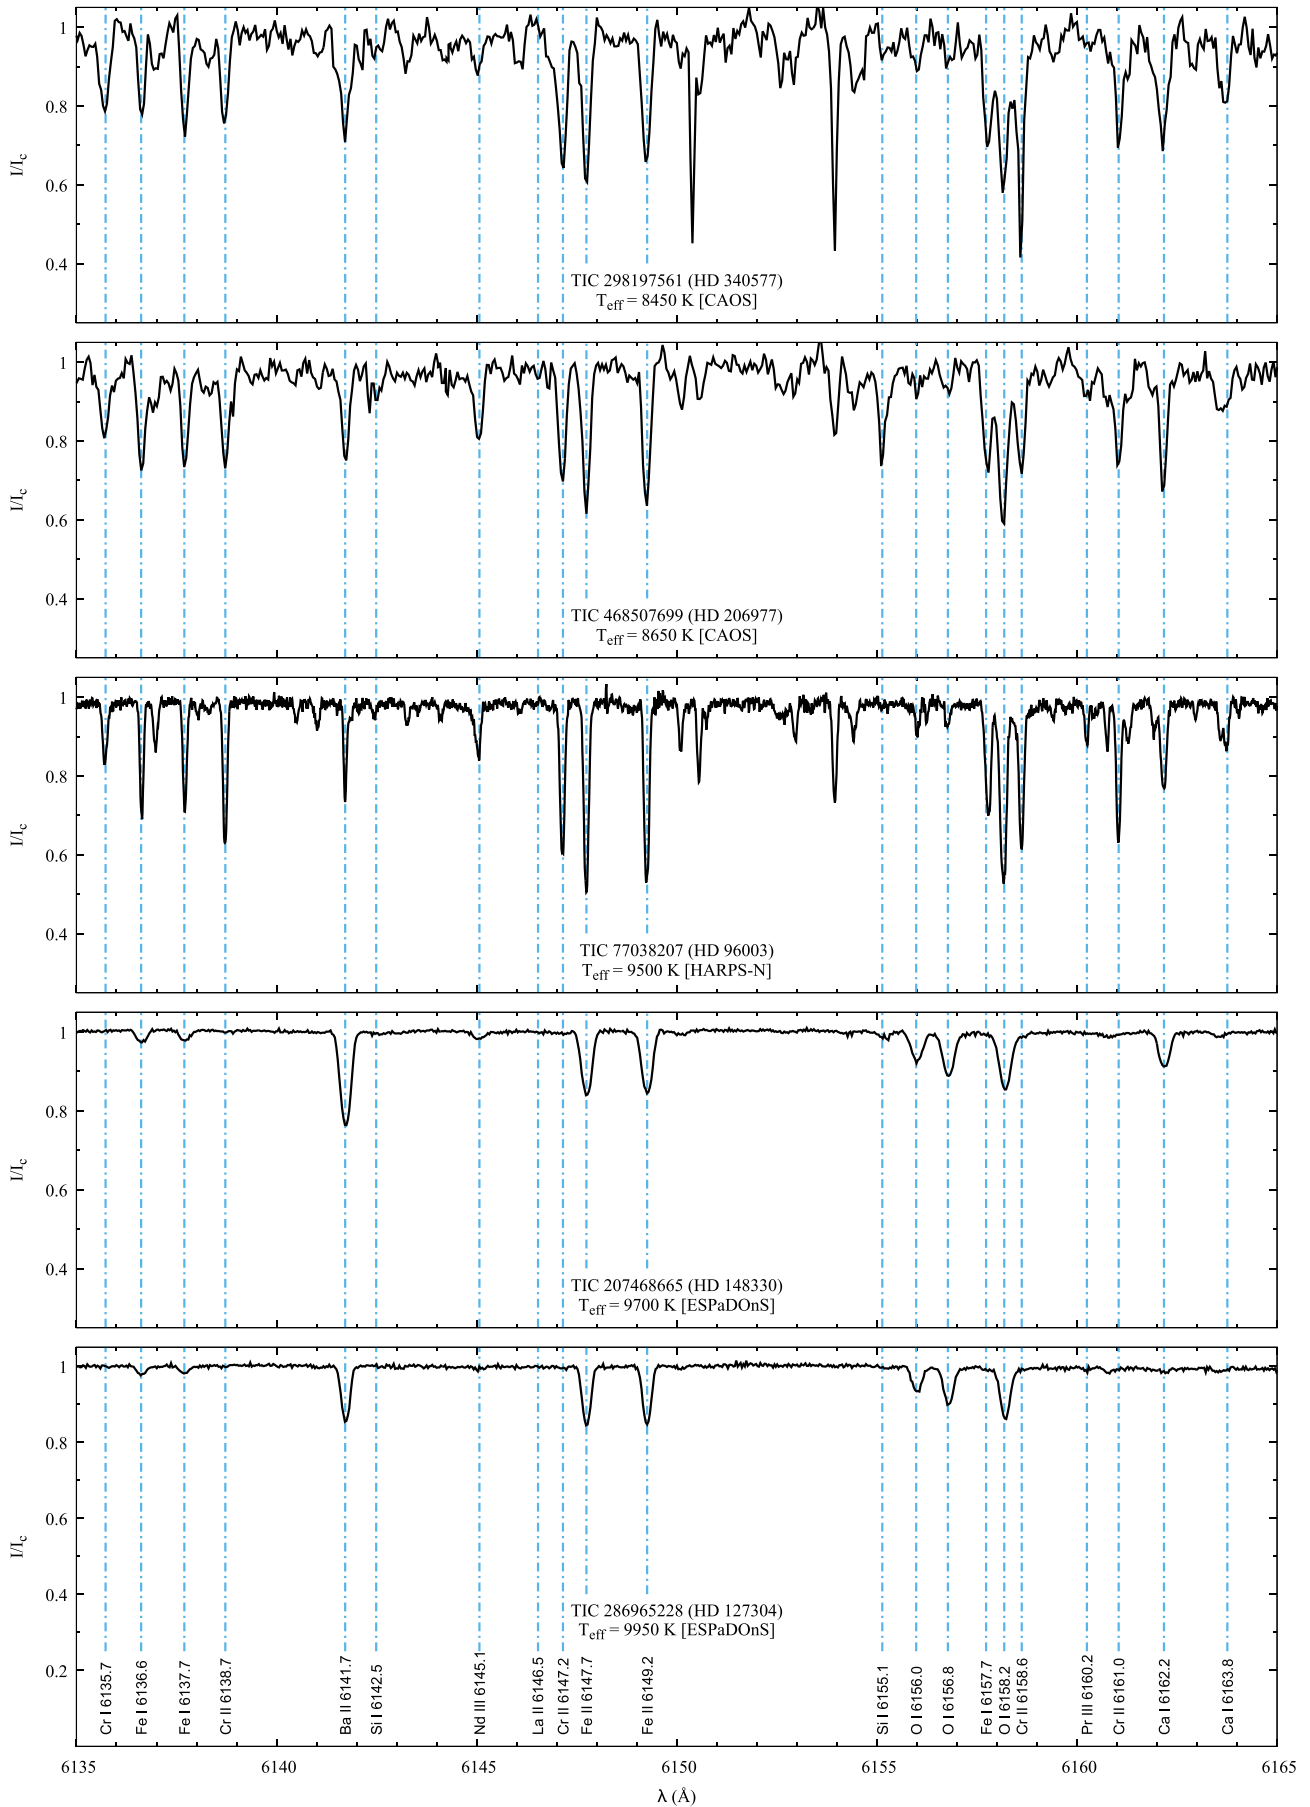 1
0.8
I/Ic
0.6
0.4
TIC 298197561 (HD 340577)
Teff = 8450 K [CAOS]
1
0.8
I/Ic
0.6
0.4
TIC 468507699 (HD 206977)
Teff = 8650 K [CAOS]
1
0.8
I/Ic
0.6
0.4
TIC 77038207 (HD 96003)
Teff = 9500 K [HARPS-N]
1
0.8
I/Ic
0.6
0.4
TIC 207468665 (HD 148330)
Teff = 9700 K [ESPaDOnS]
1
0.8
I/Ic
0.6
0.4
0.2
TIC 286965228 (HD 127304)
Teff = 9950 K [ESPaDOnS]
Cr I 6135.7
Fe I 6136.6
Fe I 6137.7
Cr II 6138.7
Ba II 6141.7
Si I 6142.5
Nd III 6145.1
La II 6146.5
Cr II 6147.2
Fe II 6147.7
Fe II 6149.2
Si I 6155.1
O I 6156.0
O I 6156.8
Fe I 6157.7
O I 6158.2
Cr II 6158.6
Pr III 6160.2
Cr II 6161.0
Ca I 6162.2
Ca I 6163.8
6135 6140 6145 6150 6155 6160 6165
λ (Å)